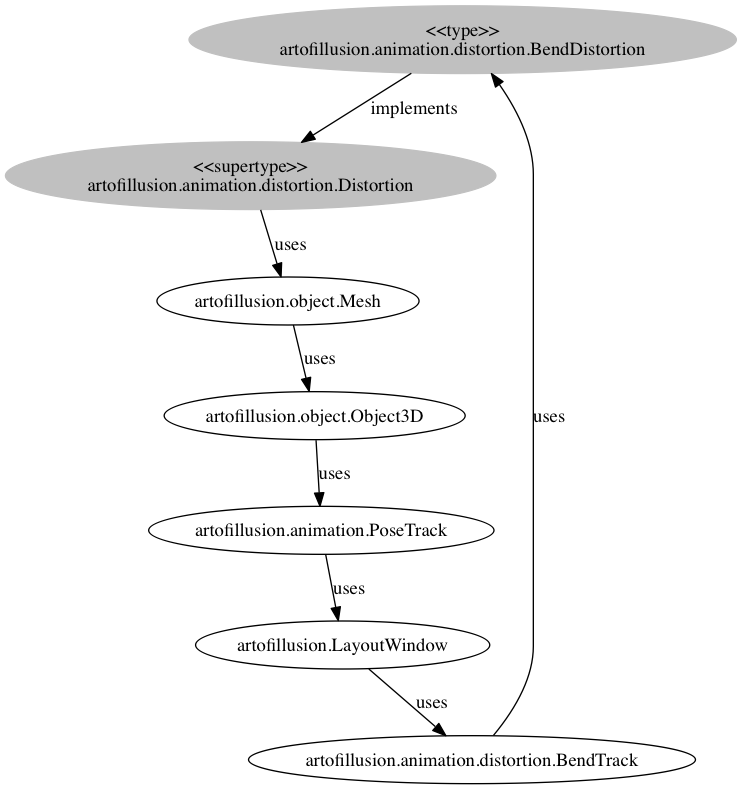 <<type>>
artofillusion.animation.distortion.BendDistortion
implements
<<supertype>>
artofillusion.animation.distortion.Distortion
uses
artofillusion.object.Mesh
uses
artofillusion.object.Object3D
uses
uses
artofillusion.animation.PoseTrack
uses
artofillusion.LayoutWindow
uses
artofillusion.animation.distortion.BendTrack